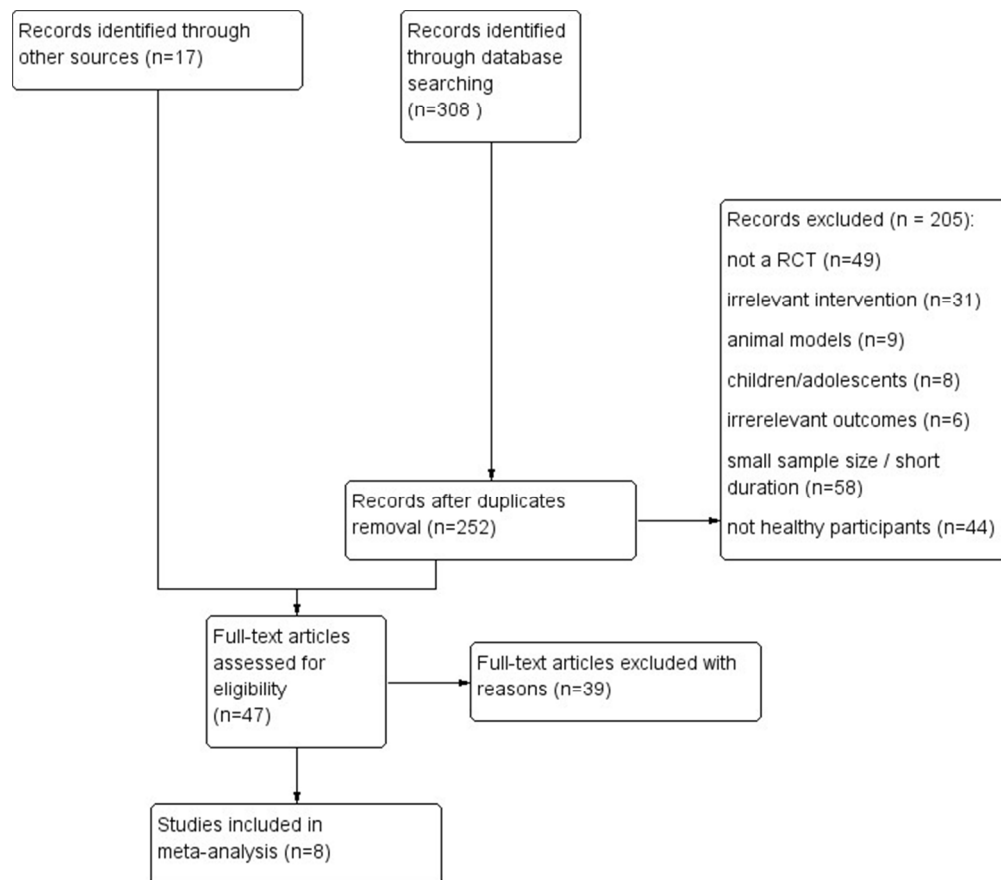 Records identified through
other sources (n=17)
Records identified
through database
searching
(n=308 )
Records excluded (n = 205):
not a RCT (n=49)
irrelevant intervention (n=31)
animal models (n=9)
children/adolescents (n=8)
irrerelevant outcomes (n=6)
small sample size / short
duration (n=58)
not healthy participants (n=44)
Records after duplicates
removal (n=252)
Full-text articles
assessed for
eligibility
(n=47)
Full-text articles excluded with
reasons (n=39)
Studies included in
meta-analysis (n=8)